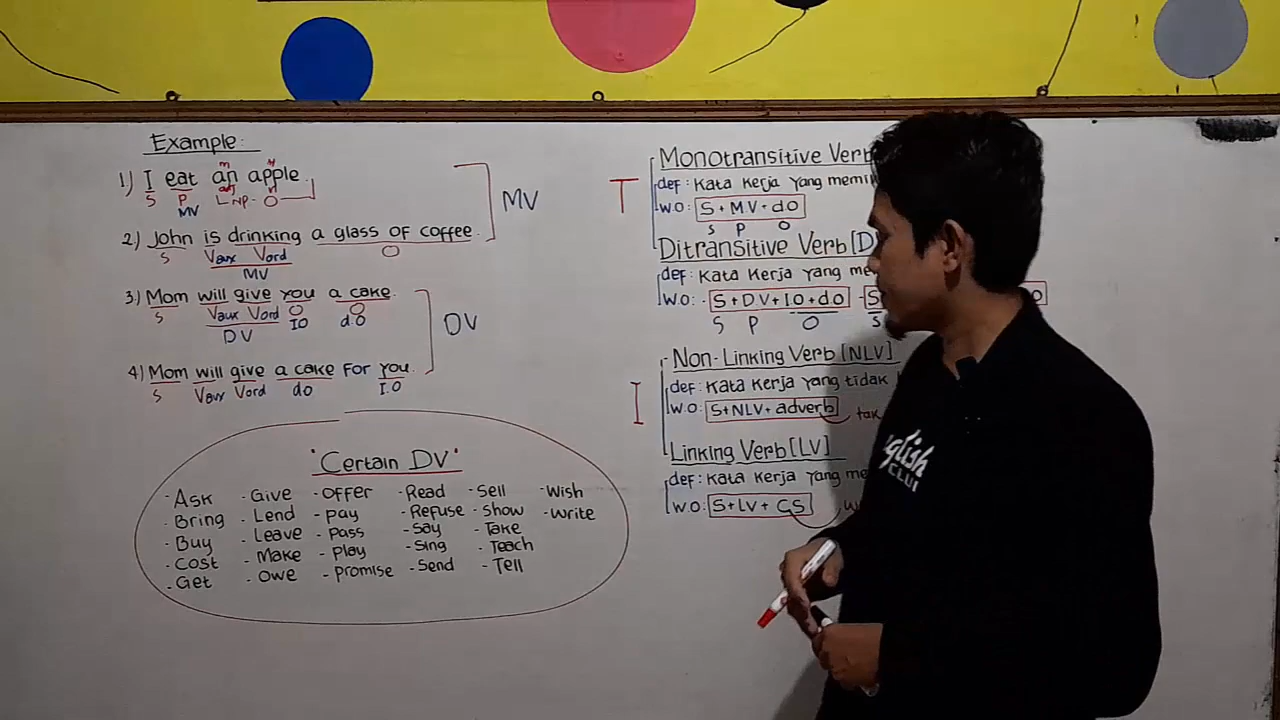 Example:
1) I eat an apple.
m H
S P art n
MV NP O
2.) John is drinking a glass of coffee.
S Vaux Vord O
MV
MV
3.) Mom will give you a cake.
S Vaux Vord O O
DV IO d.O
DV
4) Mom will give a cake for you.
S Vaux Vord do I.O
"Certain DV"
- Ask - Give - Offer - Read - Sell - Wish
- Bring - Lend - Pay - Refuse - Show - Write
- Buy - Leave - Pass - Say - Take
- Cost - Make - Play - Sing - Teach
- Get - Owe - Promise - Send - Tell
T
Monotransitive Verb
def: Kata Kerja yang
W.O: S + MV + dO
S P O
Ditransitive Verb [D
def: Kata Kerja yang
W.O: - S + DV + IO + dO - S O
S P O S
I
- Non-Linking Verb [NLV]
def: Kata Kerja yang tidak
W.O: S+NLV+ adverb tak
Linking Verb [LV]
def: Kata Kerja yang
W.O: S+LV+ CS
glish
CLUB